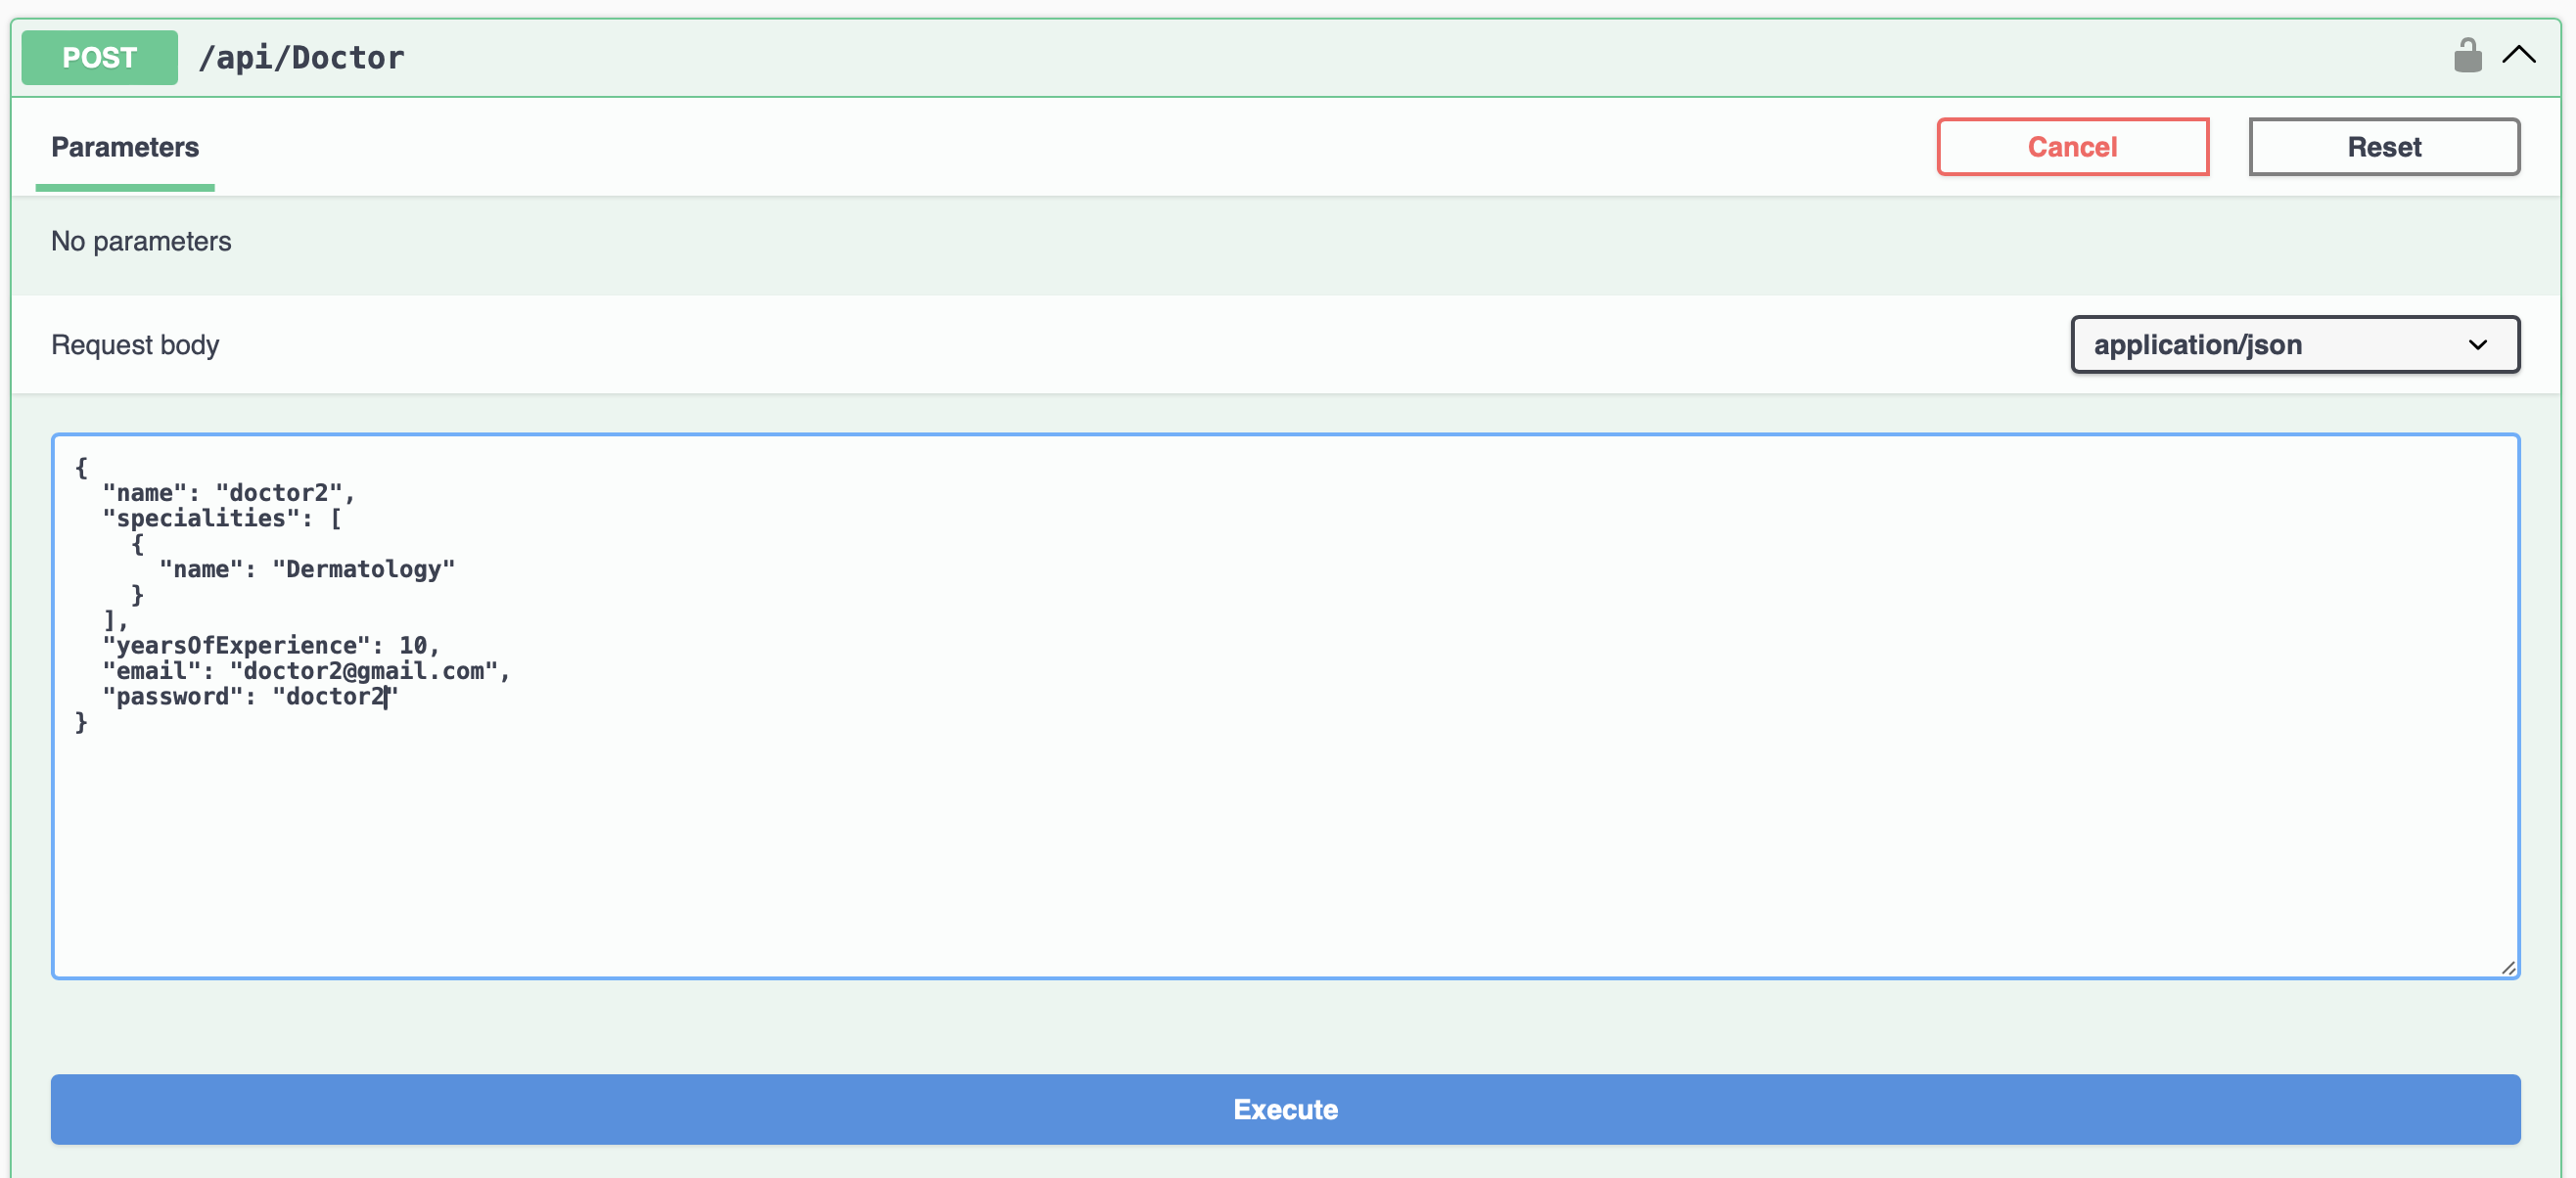 POST /api/Doctor
Parameters
Cancel
Reset
No parameters
Request body
application/json
{
  "name": "doctor2",
  "specialities": [
    {
      "name": "Dermatology"
    }
  ],
  "yearsOfExperience": 10,
  "email": "doctor2@gmail.com",
  "password": "doctor2"
}
Execute